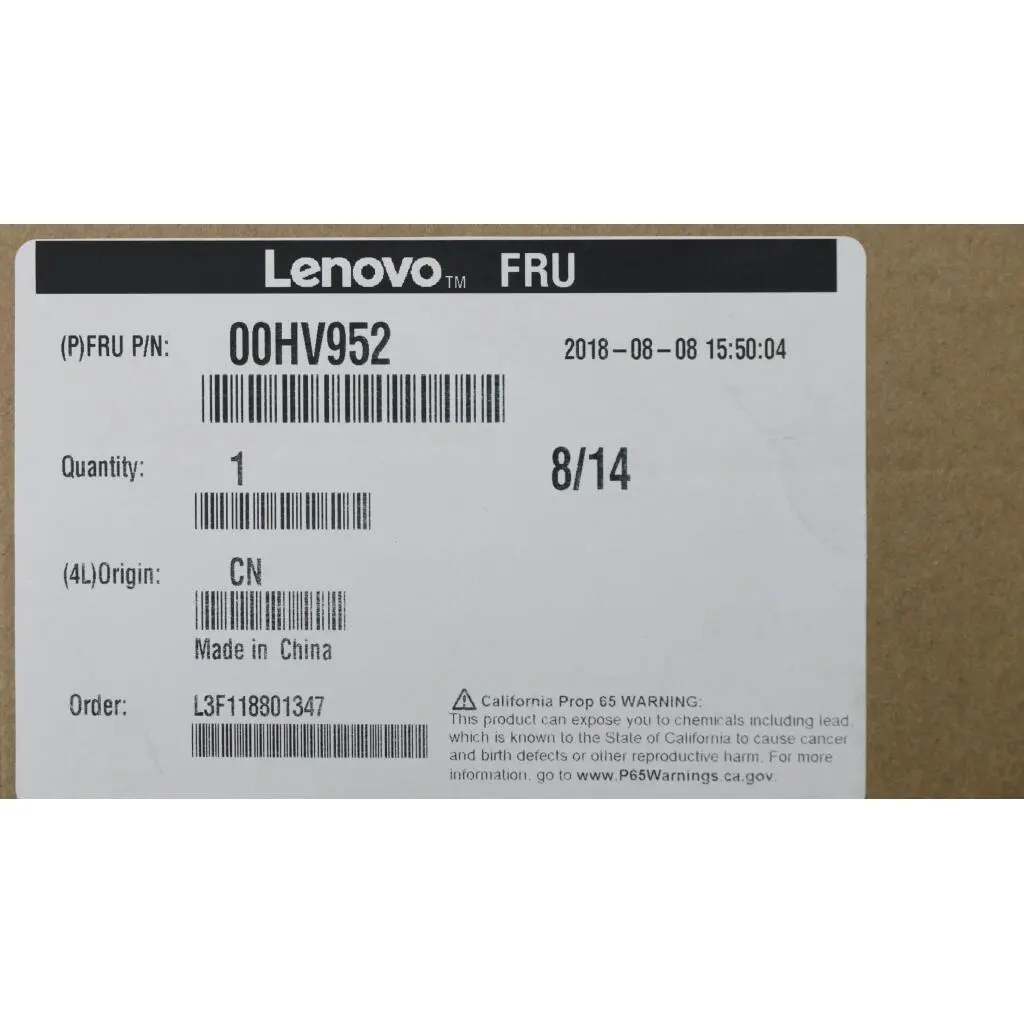 Lenovo TM FRU
(P)FRU P/N: 00HV952 2018-08-08 15:50:04
Quantity: 1 8/14
(4L)Origin: CN
Made in China
Order: L3F118801347
⚠ California Prop 65 WARNING:
This product can expose you to chemicals including lead
which is known to the State of California to cause cancer
and birth defects or other reproductive harm. For more
information, go to www.P65Warnings.ca.gov.